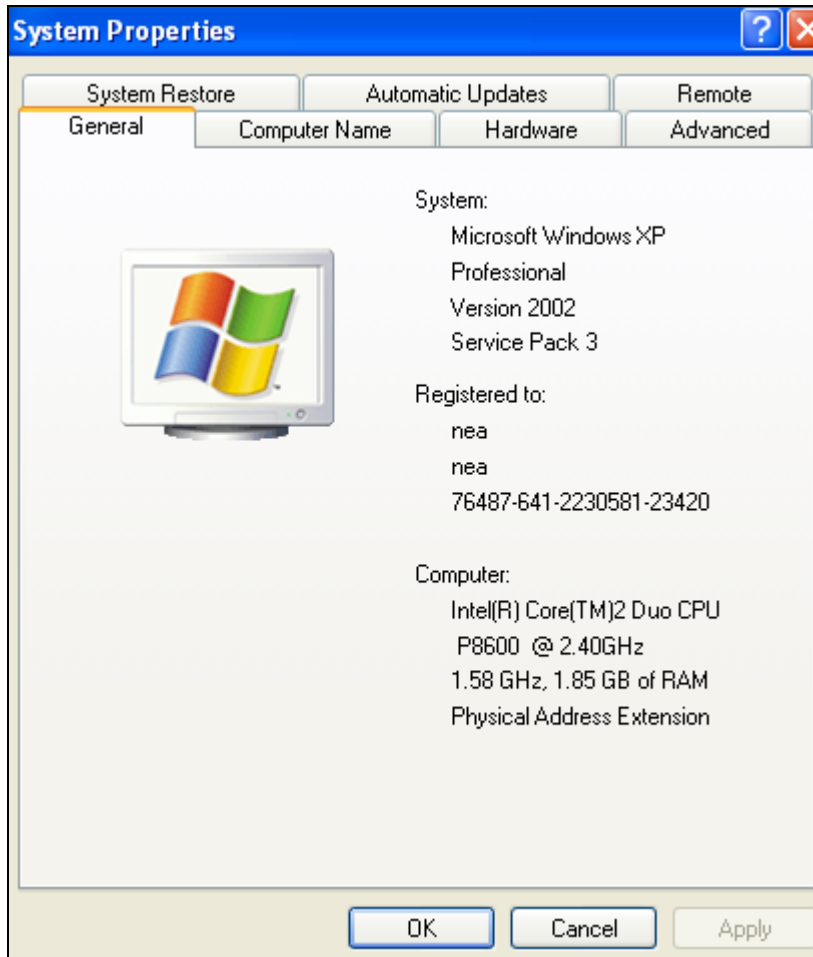 System Properties
System Restore Automatic Updates Remote
General Computer Name Hardware Advanced
System:
Microsoft Windows XP
Professional
Version 2002
Service Pack 3
Registered to:
nea
nea
76487-641-2230581-23420
Computer:
Intel(R) Core(TM)2 Duo CPU
P8600 @ 2.40GHz
1.58 GHz, 1.85 GB of RAM
Physical Address Extension
OK Cancel Apply